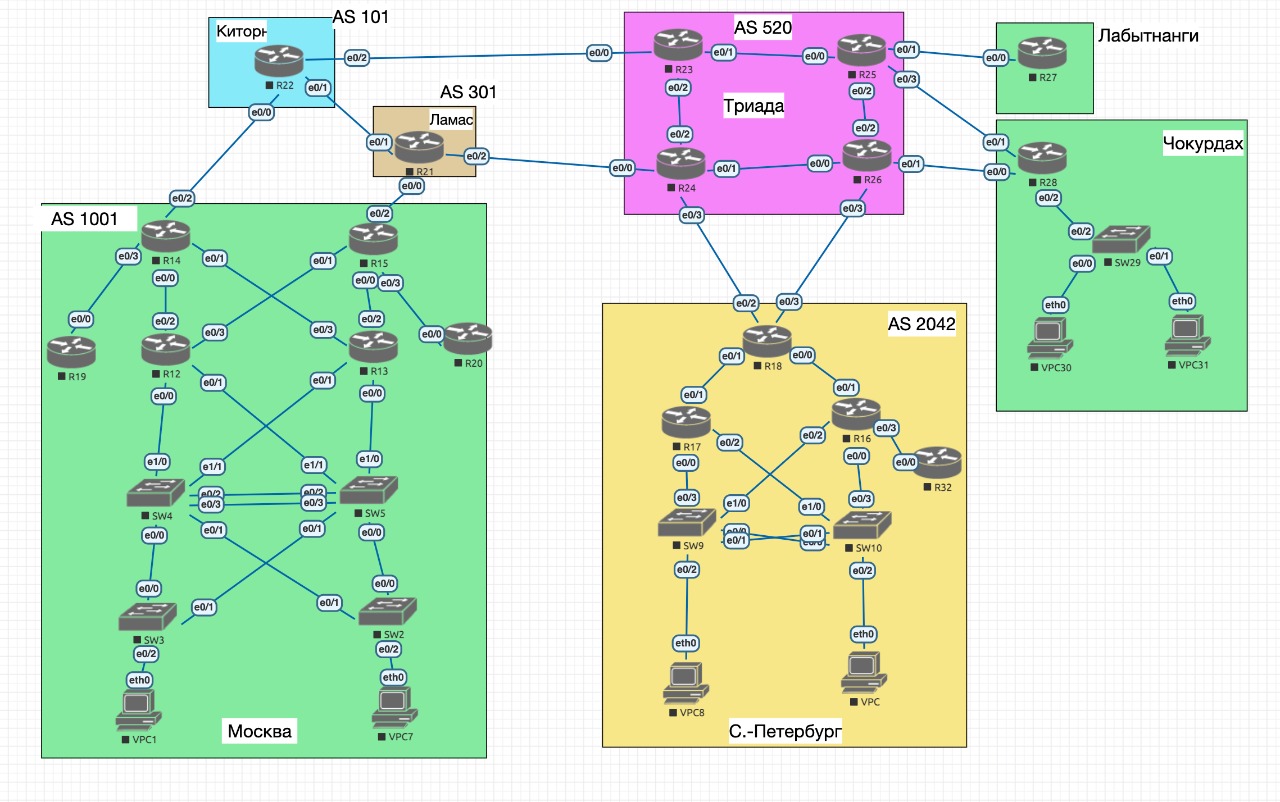 AS 101
Киторн
e0/2
R22
e0/1
e0/0
AS 301
Ламас
e0/1
e0/2
R21
e0/0
AS 520
e0/0
R23
e0/1
e0/0
R25
e0/1
e0/3
e0/2
e0/2
Триада
e0/2
e0/2
e0/0
R24
e0/1
e0/0
R26
e0/1
e0/3
e0/3
Лабытнанги
e0/0
R27
Чокурдах
e0/1
e0/0
R28
e0/2
e0/2
SW29
e0/0
e0/1
eth0
eth0
VPC30
VPC31
AS 1001
e0/2
e0/2
R14
R15
e0/3
e0/1
e0/1
e0/0
e0/0
e0/3
e0/0
e0/2
e0/3
e0/3
e0/2
e0/0
R19
R12
R13
R20
e0/0
e0/1
e0/1
e0/0
e1/0
e1/1
e1/1
e1/0
SW4
e0/2
e0/2
SW5
e0/3
e0/3
e0/0
e0/1
e0/1
e0/0
e0/0
e0/1
e0/1
e0/0
SW3
SW2
e0/2
e0/2
eth0
eth0
VPC1
VPC7
Москва
AS 2042
e0/2
e0/3
R18
e0/1
e0/0
e0/1
e0/1
R17
R16
e0/2
e0/2
e0/3
e0/0
e0/0
e0/0
R32
e0/3
e1/0
e1/0
e0/3
SW9
e0/0
e0/1
SW10
e0/1
e0/0
e0/2
e0/2
eth0
eth0
VPC8
VPC
С.-Петербург